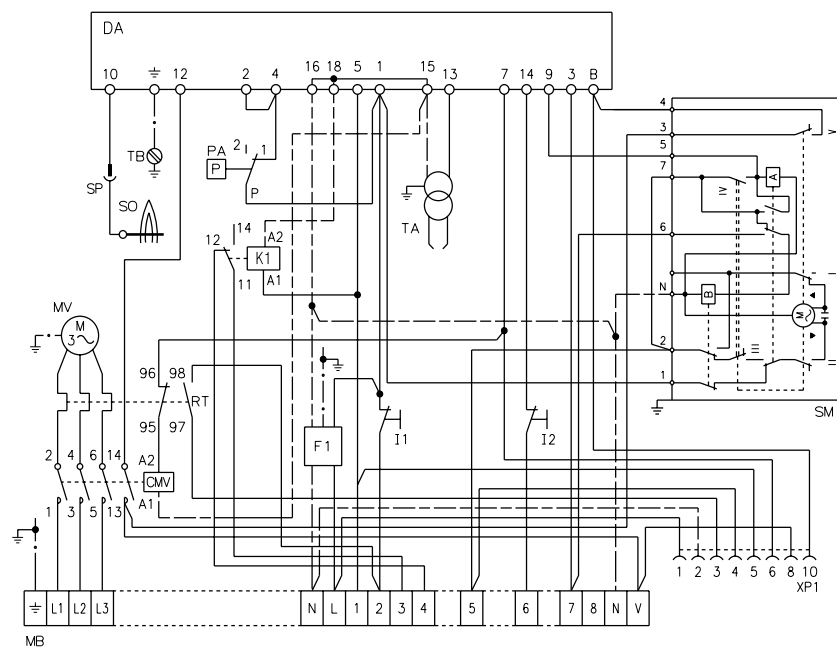 DA
10 ⏚ 12 2 4 16 18 5 1 15 13 7 14 9 3 B
4
3
5
7
6
N
2
1
A
B
M
I
II
III
IV
V
SM
TB
SP
SO
PA
P
2 1
P
TA
14
12
11
A2
K1
A1
MV
M
3
96 98
RT
95 97
F1
I1
I2
2 4 6 14
A2
CMV
A1
1 3 5 13
1 2 3 4 5 6 8 10
XP1
L1 L2 L3 N L 1 2 3 4 5 6 7 8 N V
MB